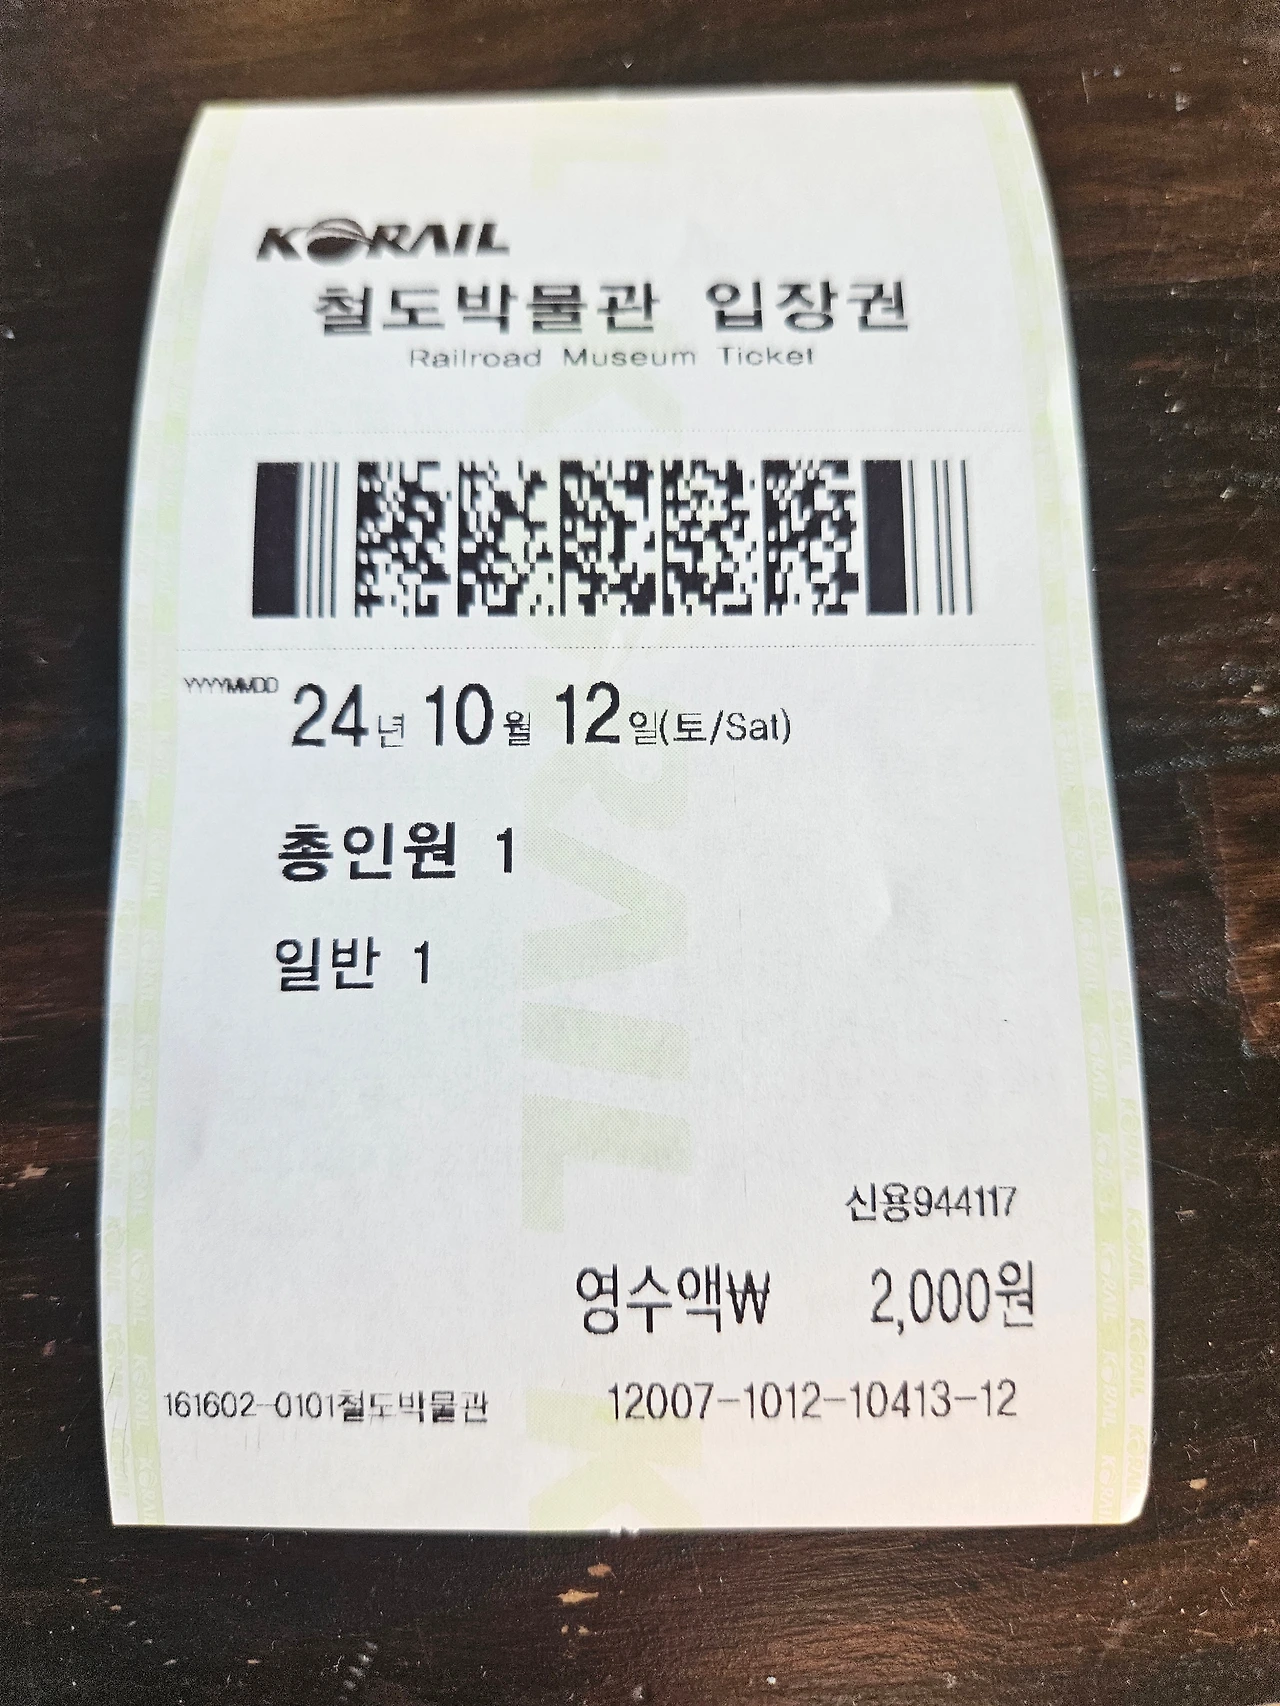 KORAIL
철도박물관 입장권
Railroad Museum Ticket
YYYYMMDD 24년 10월 12일(토/Sat)
총인원 1
일반 1
신용944117
영수액₩ 2,000원
161602-0101철도박물관 12007-1012-10413-12